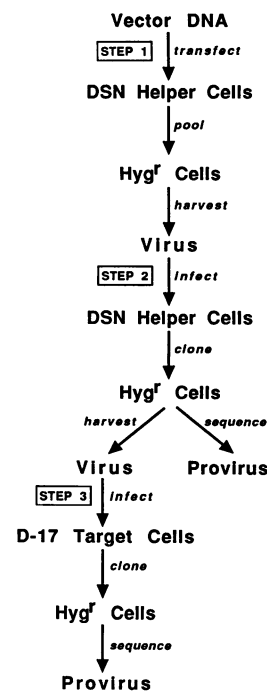 Vector DNA
STEP 1 transfect
DSN Helper Cells
pool
Hygʳ Cells
harvest
Virus
STEP 2 infect
DSN Helper Cells
clone
Hygʳ Cells
harvest sequence
Virus Provirus
STEP 3 infect
D-17 Target Cells
clone
Hygʳ Cells
sequence
Provirus